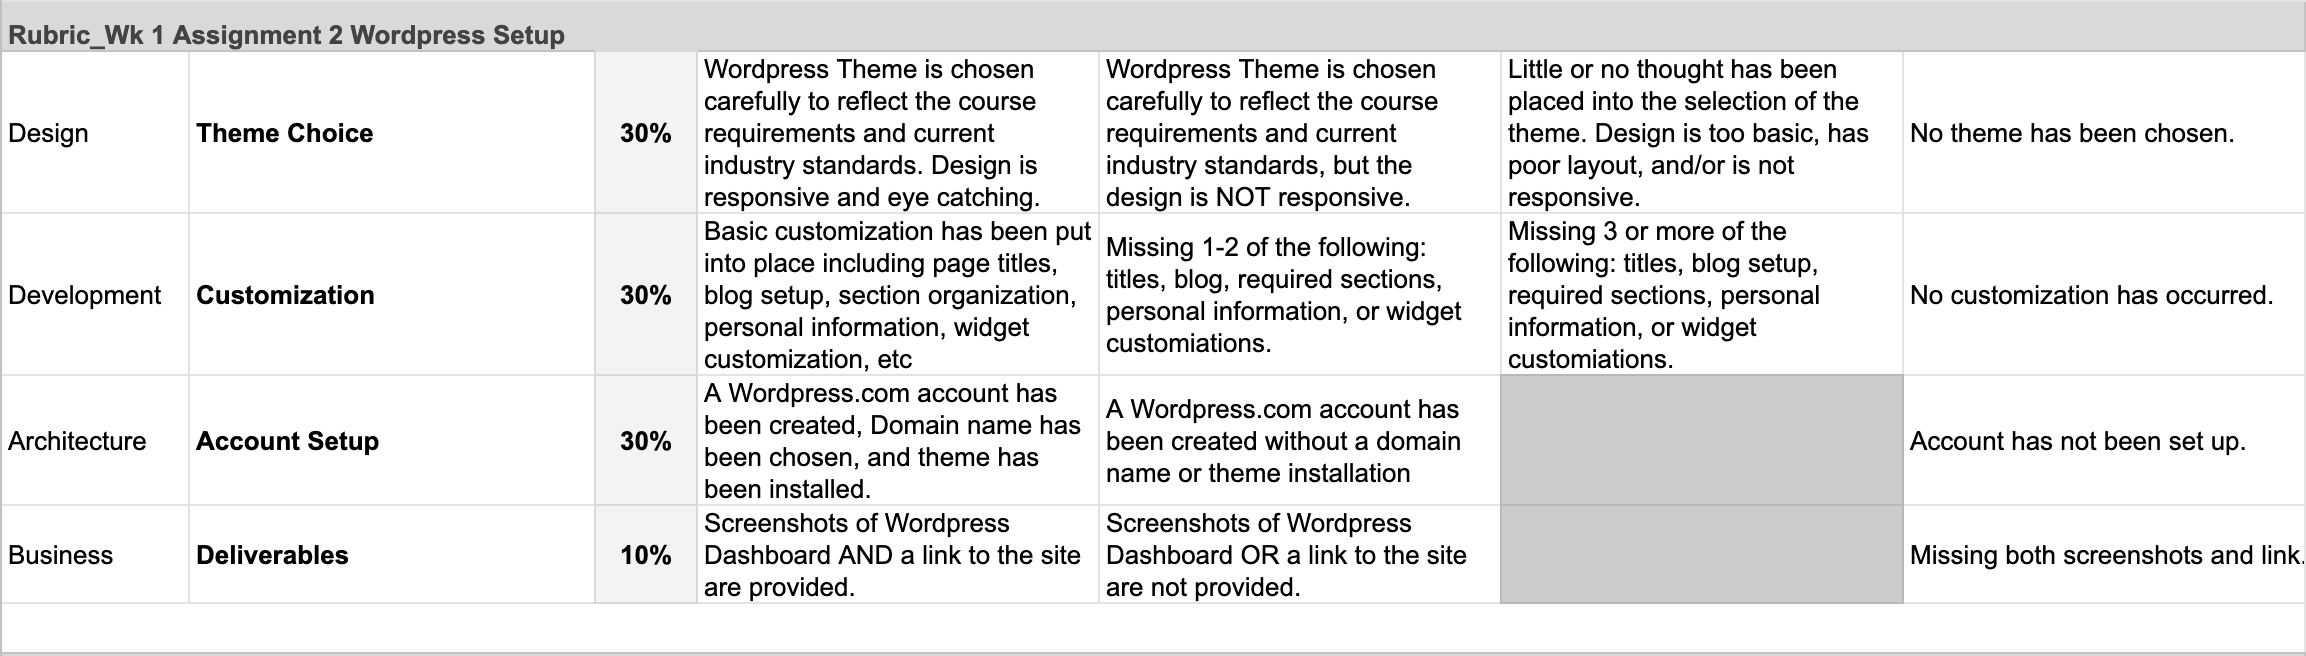 Rubric_Wk 1 Assignment 2 Wordpress Setup
Design
Theme Choice
30%
Wordpress Theme is chosen
carefully to reflect the course
requirements and current
industry standards. Design is
responsive and eye catching.
Wordpress Theme is chosen
carefully to reflect the course
requirements and current
industry standards, but the
design is NOT responsive.
Little or no thought has been
placed into the selection of the
theme. Design is too basic, has
poor layout, and/or is not
responsive.
No theme has been chosen.
Development
Customization
30%
Basic customization has been put
into place including page titles,
blog setup, section organization,
personal information, widget
customization, etc
Missing 1-2 of the following:
titles, blog, required sections,
personal information, or widget
customiations.
Missing 3 or more of the
following: titles, blog setup,
required sections, personal
information, or widget
customiations.
No customization has occurred.
Architecture
Account Setup
30%
A Wordpress.com account has
been created, Domain name has
been chosen, and theme has
been installed.
A Wordpress.com account has
been created without a domain
name or theme installation
Account has not been set up.
Business
Deliverables
10%
Screenshots of Wordpress
Dashboard AND a link to the site
are provided.
Screenshots of Wordpress
Dashboard OR a link to the site
are not provided.
Missing both screenshots and link.